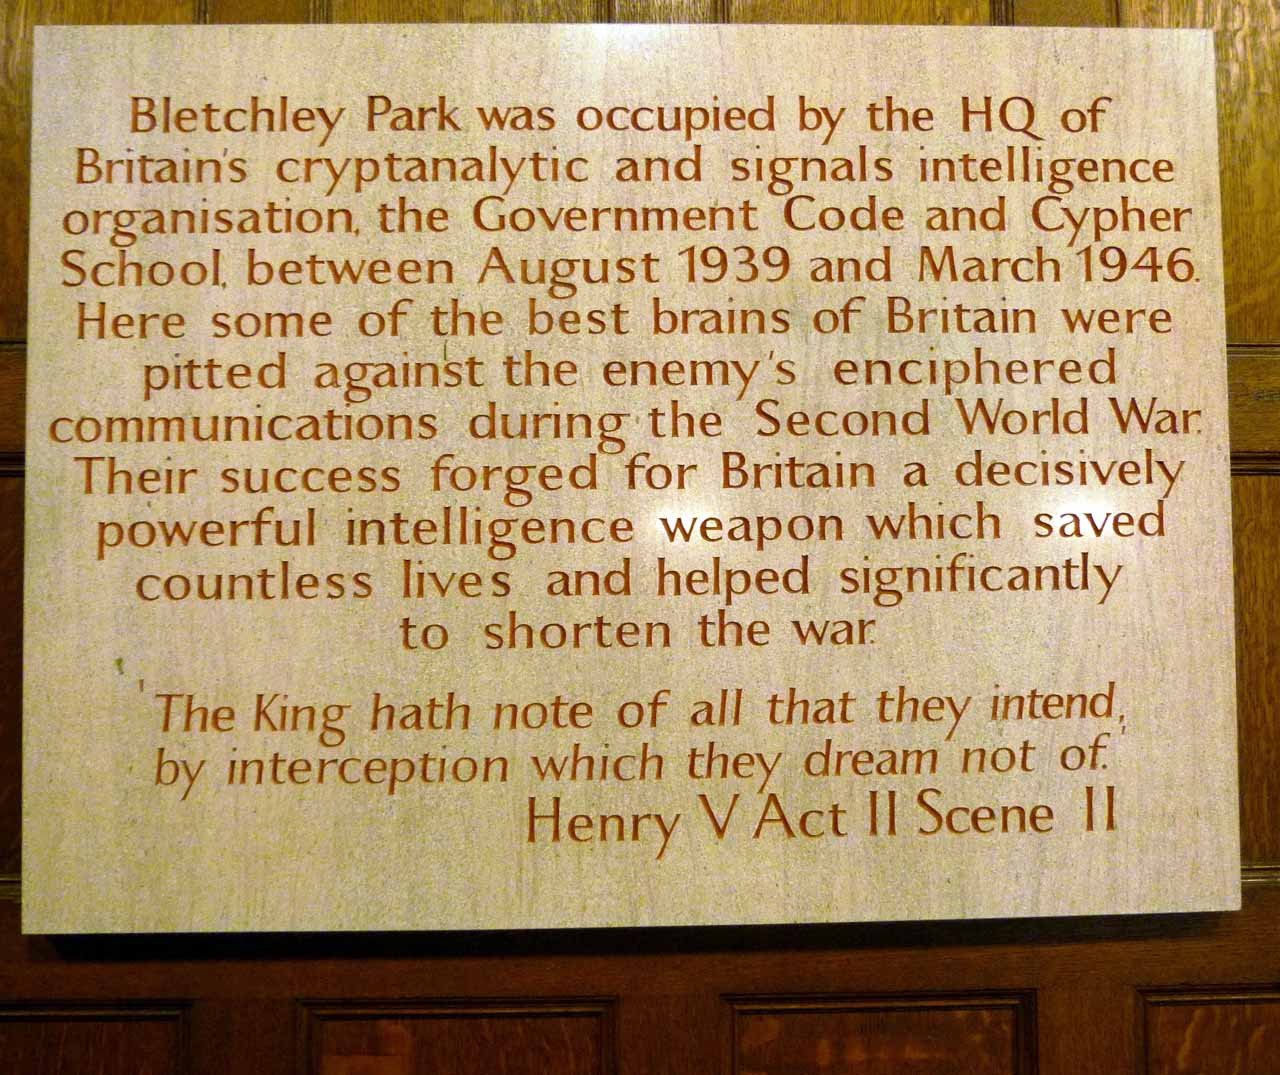 Bletchley Park was occupied by the HQ of
Britain's cryptanalytic and signals intelligence
organisation, the Government Code and Cypher
School, between August 1939 and March 1946.
Here some of the best brains of Britain were
pitted against the enemy's enciphered
communications during the Second World War.
Their success forged for Britain a decisively
powerful intelligence weapon which saved
countless lives and helped significantly
to shorten the war.
'The King hath note of all that they intend,
by interception which they dream not of.'
Henry V Act II Scene II